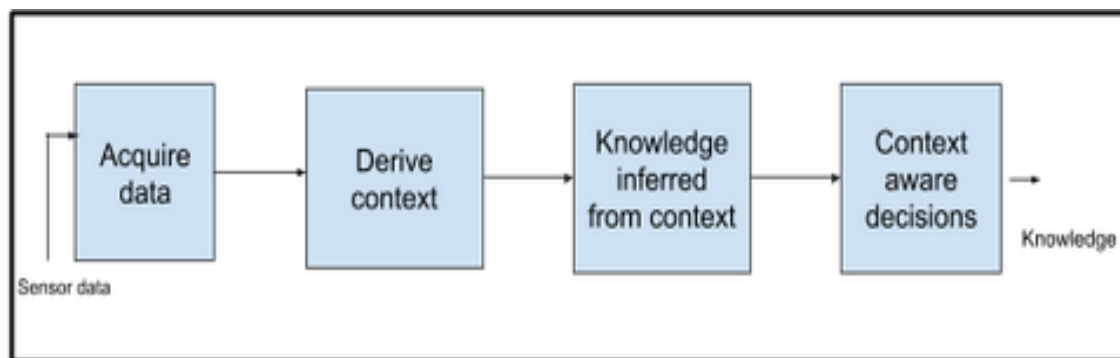 Acquire
data
Derive
context
Knowledge
inferred
from context
Context
aware
decisions
Knowledge
Sensor data